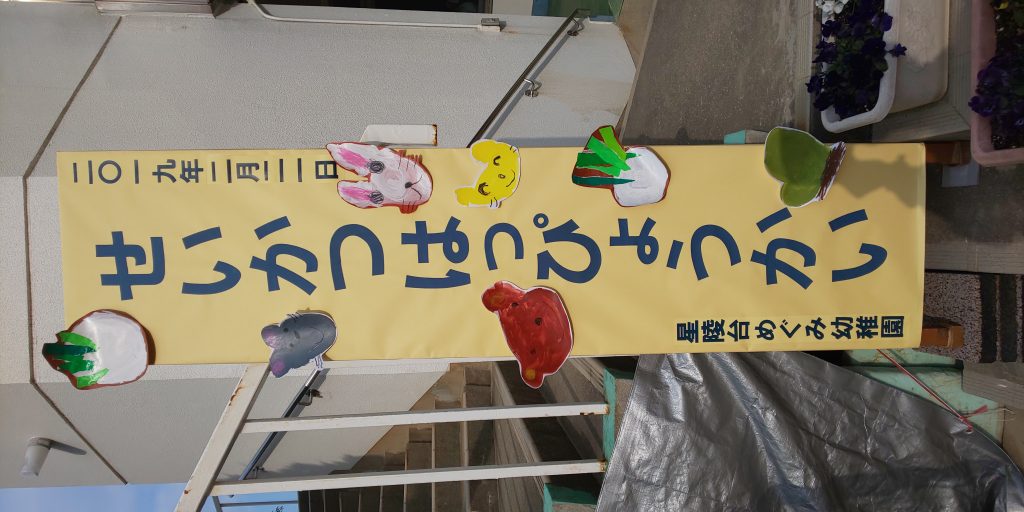 二〇一九年二月二一日
せいかつはっぴょうかい
星陵台めぐみ幼稚園